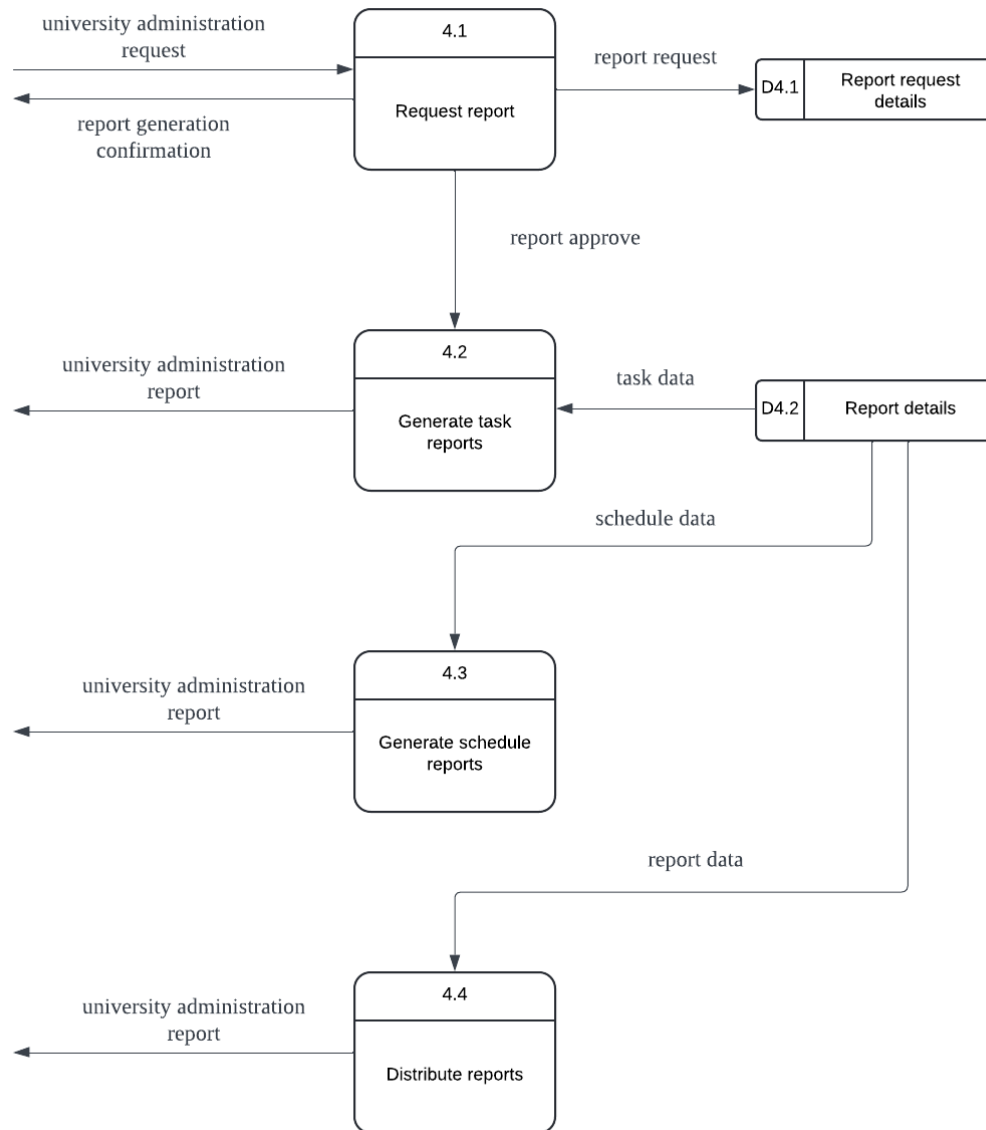 university administration
request
4.1
report request
D4.1
Report request
details
Request report
report generation
confirmation
report approve
university administration
report
4.2
task data
D4.2
Report details
Generate task
reports
schedule data
university administration
report
4.3
Generate schedule
reports
report data
university administration
report
4.4
Distribute reports